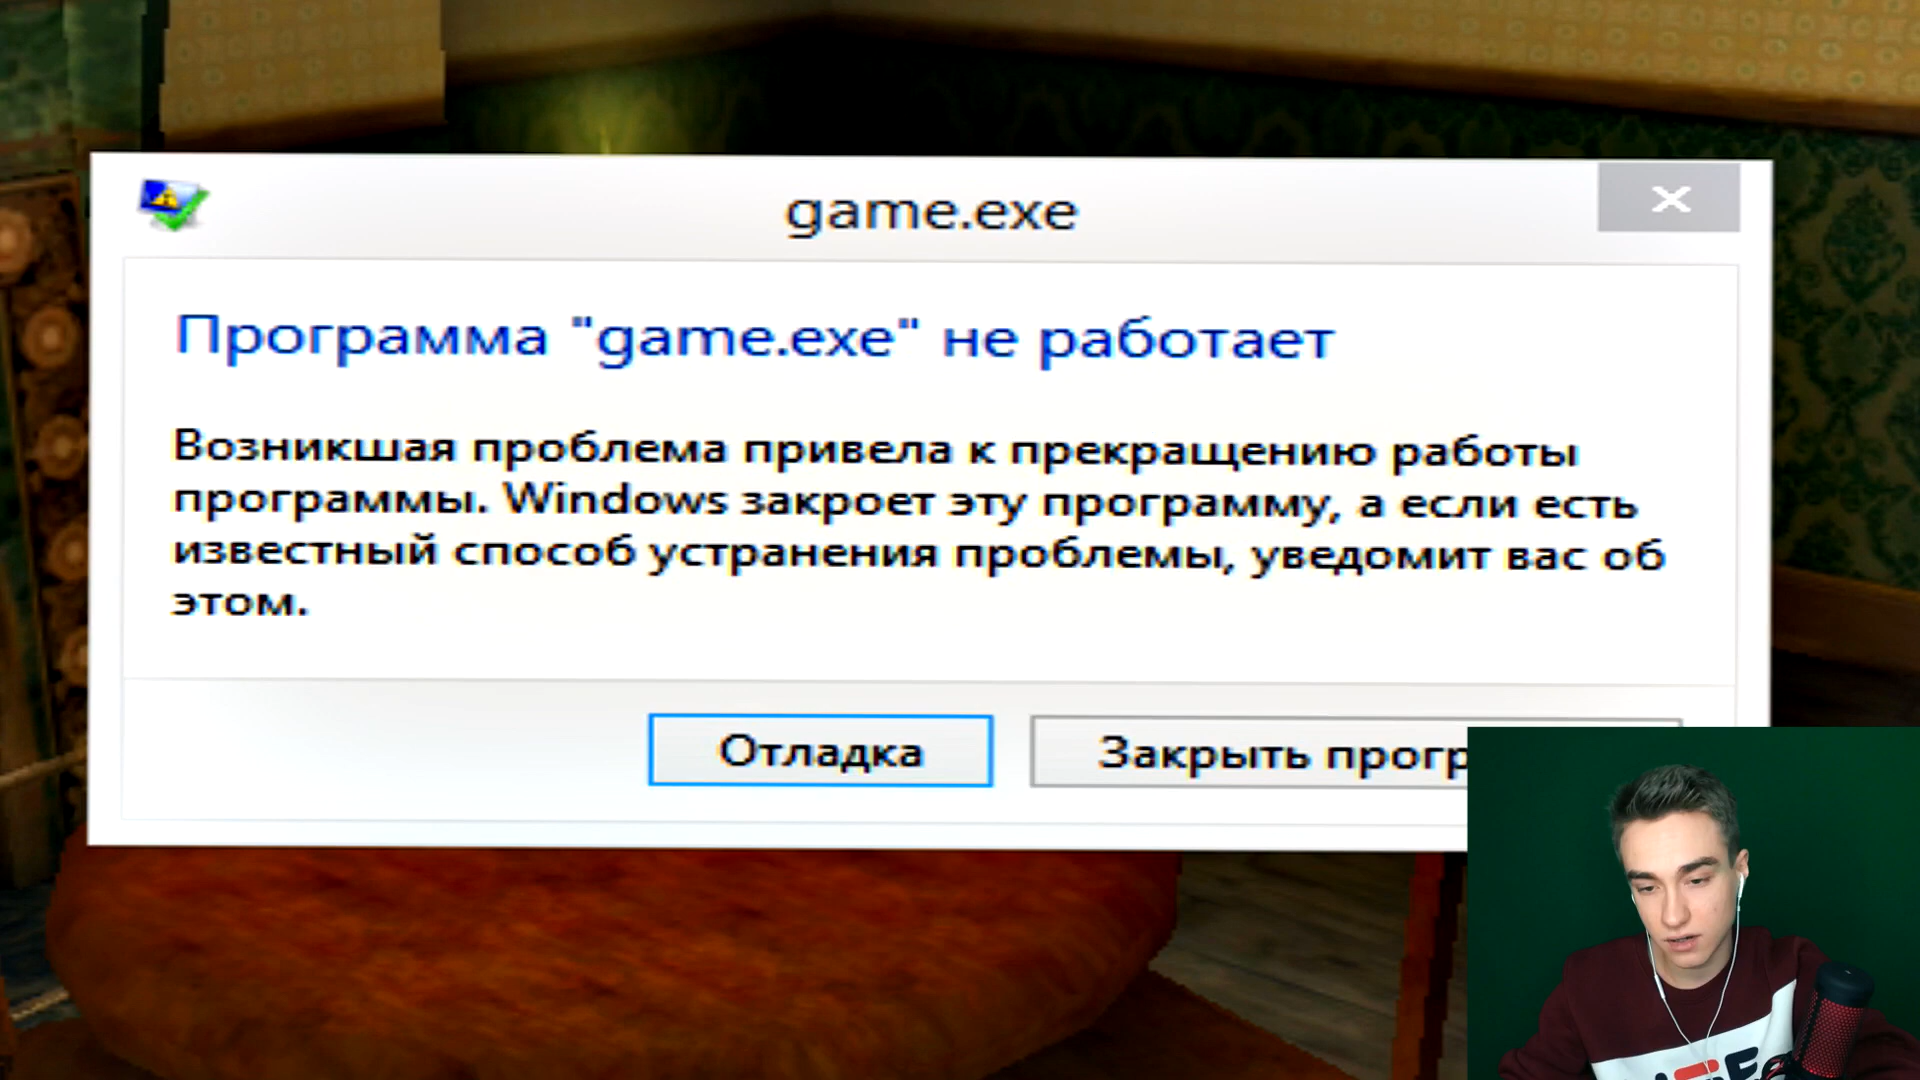 game.exe
Программа "game.exe" не работает
Возникшая проблема привела к прекращению работы
программы. Windows закроет эту программу, а если есть
известный способ устранения проблемы, уведомит вас об
этом.
Отладка
Закрыть прогр